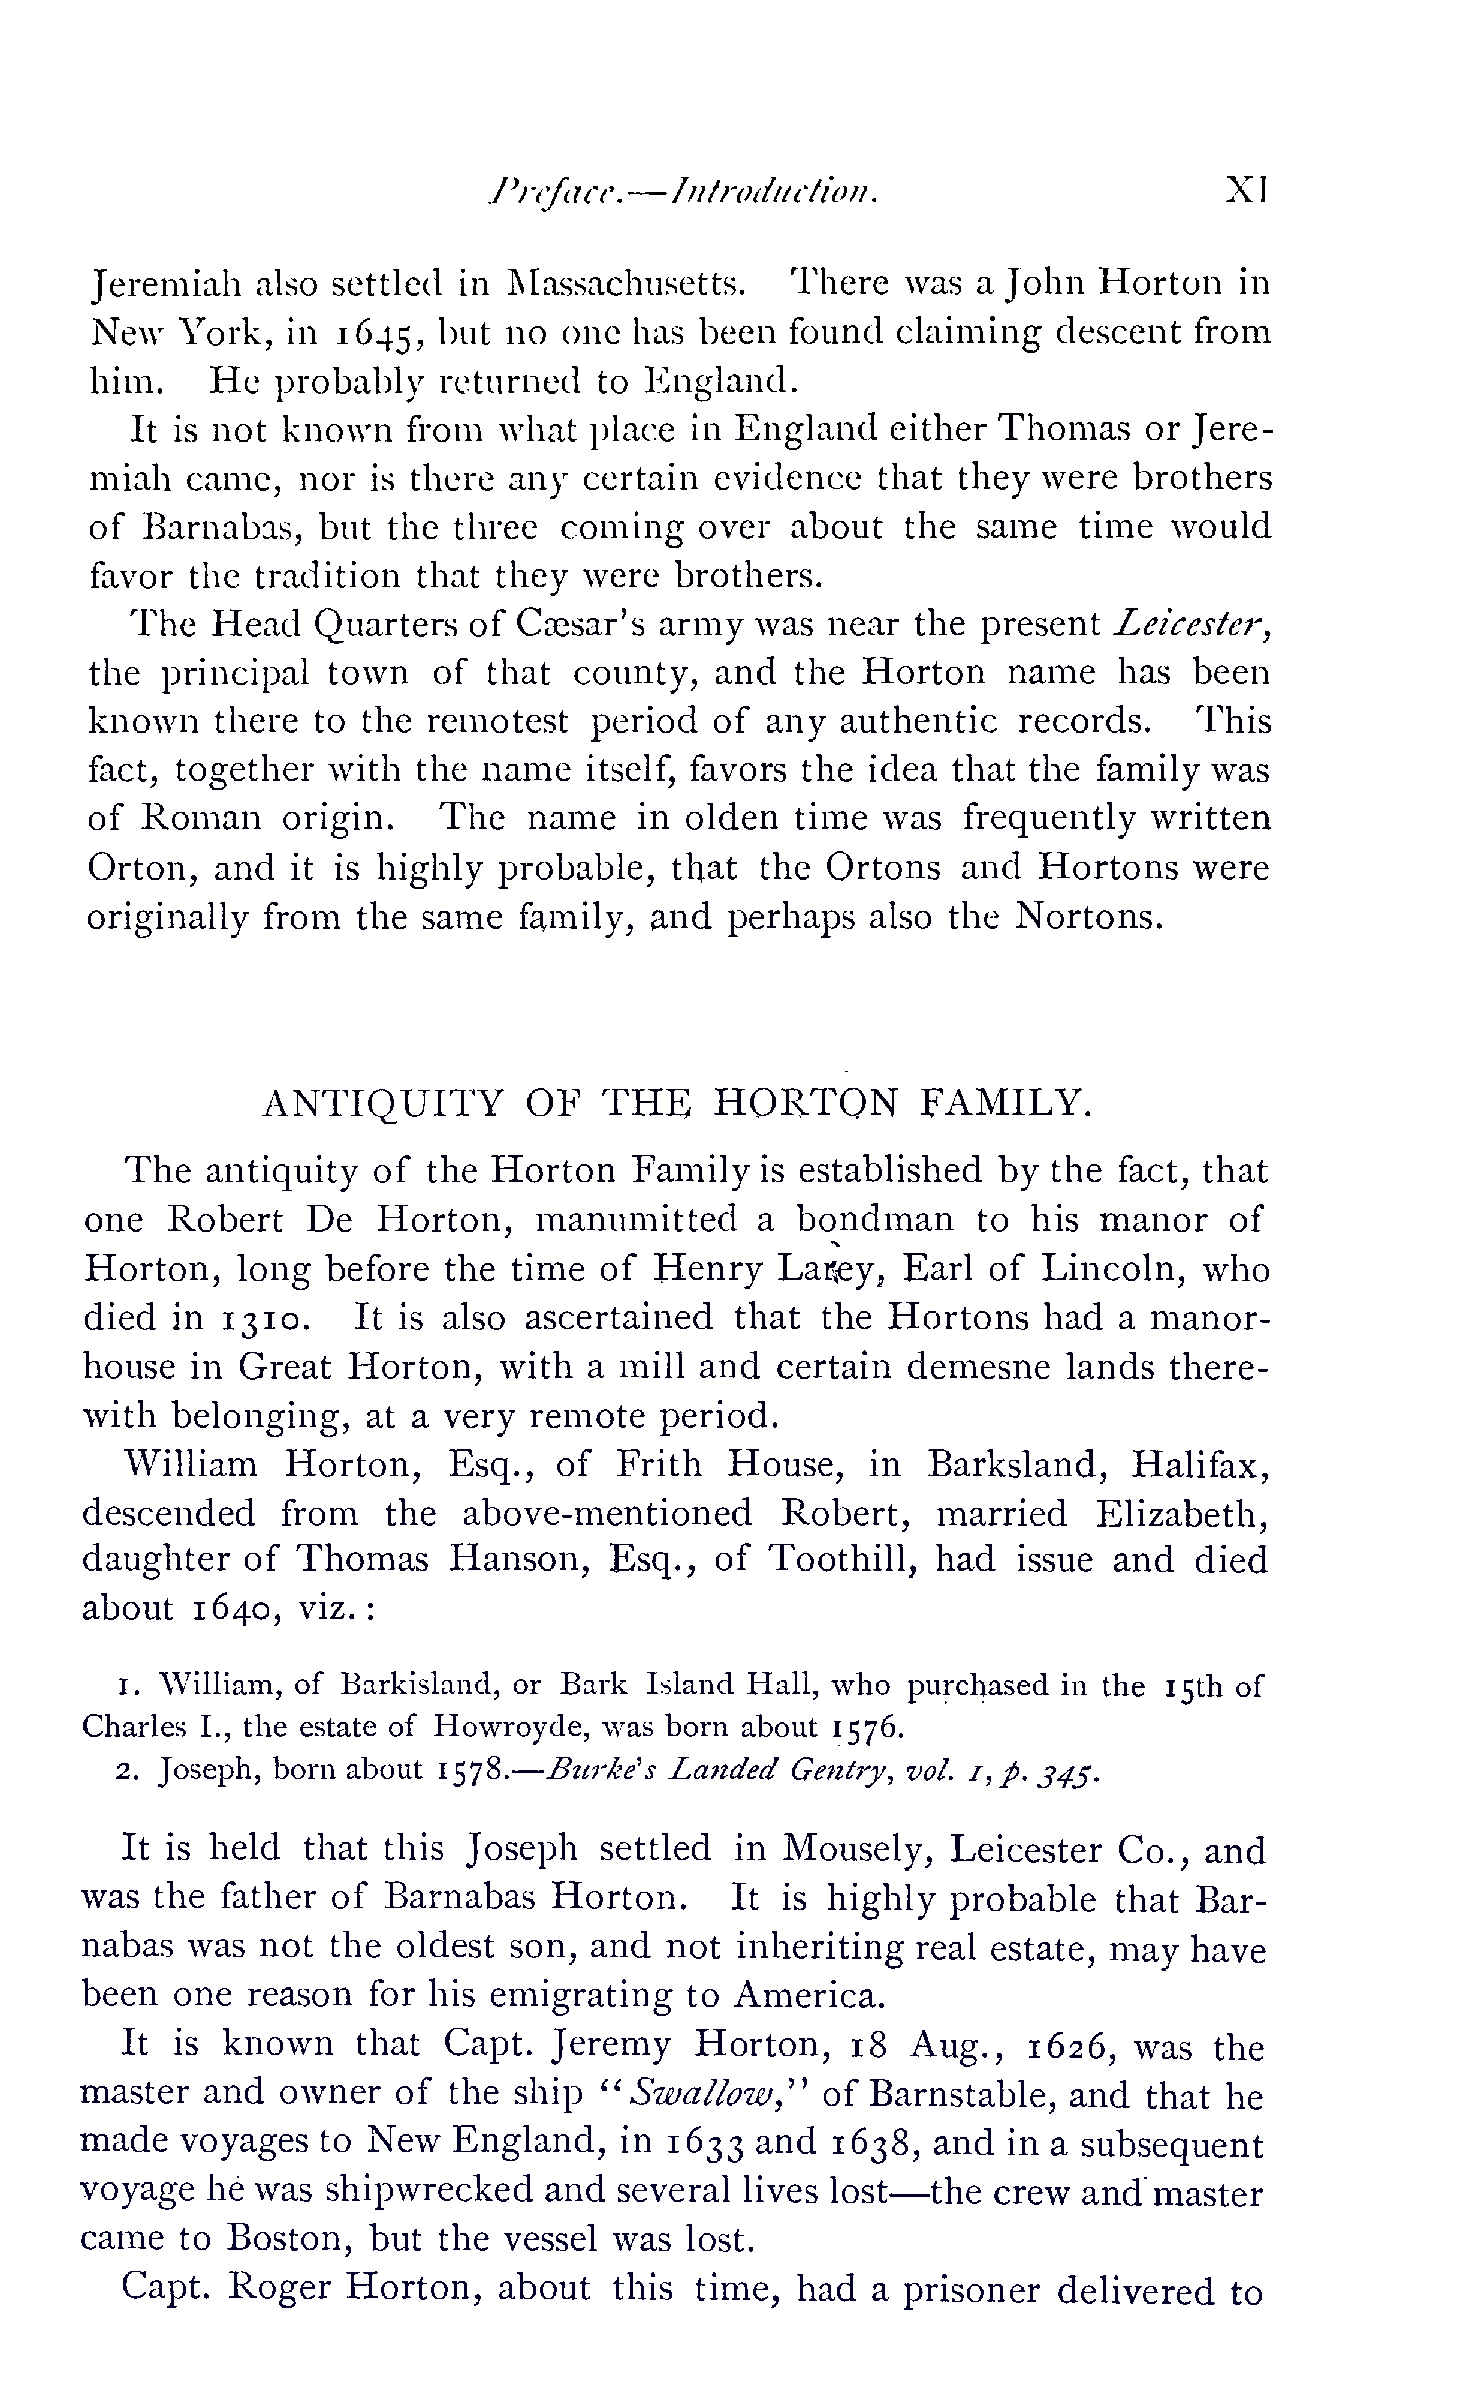 Preface.—Introduction. XI
Jeremiah also settled in Massachusetts. There was a John Horton in
New York, in 1645, but no one has been found claiming descent from
him. He probably returned to England.
It is not known from what place in England either Thomas or Jere-
miah came, nor is there any certain evidence that they were brothers
of Barnabas, but the three coming over about the same time would
favor the tradition that they were brothers.
The Head Quarters of Cæsar's army was near the present Leicester,
the principal town of that county, and the Horton name has been
known there to the remotest period of any authentic records. This
fact, together with the name itself, favors the idea that the family was
of Roman origin. The name in olden time was frequently written
Orton, and it is highly probable, that the Ortons and Hortons were
originally from the same family, and perhaps also the Nortons.
ANTIQUITY OF THE HORTON FAMILY.
The antiquity of the Horton Family is established by the fact, that
one Robert De Horton, manumitted a bondman to his manor of
Horton, long before the time of Henry Earl of Lincoln, who
died in 1310. It is also ascertained that the Hortons had a manor-
house in Great Horton, with a mill and certain demesne lands there-
with belonging, at a very remote period.
William Horton, Esq., of Frith House, in Barksland, Halifax,
descended from the above-mentioned Robert, married Elizabeth,
daughter of Thomas Hanson, Esq., of Toothill, had issue and died
about 1640, viz. :
1. William, of Barkisland, or Bark Island Hall, who purchased in the 15th of
Charles I., the estate of Howroyde, was born about 1576.
2. Joseph, born about 1578.—Burke's Landed Gentry, vol. 1, p. 345.
It is held that this Joseph settled in Mousely, Leicester Co., and
was the father of Barnabas Horton. It is highly probable that Bar-
nabas was not the oldest son, and not inheriting real estate, may have
been one reason for his emigrating to America.
It is known that Capt. Jeremy Horton, 18 Aug., 1626, was the
master and owner of the ship "Swallow," of Barnstable, and that he
made voyages to New England, in 1633 and 1638, and in a subsequent
voyage he was shipwrecked and several lives lost—the crew and master
came to Boston, but the vessel was lost.
Capt. Roger Horton, about this time, had a prisoner delivered to